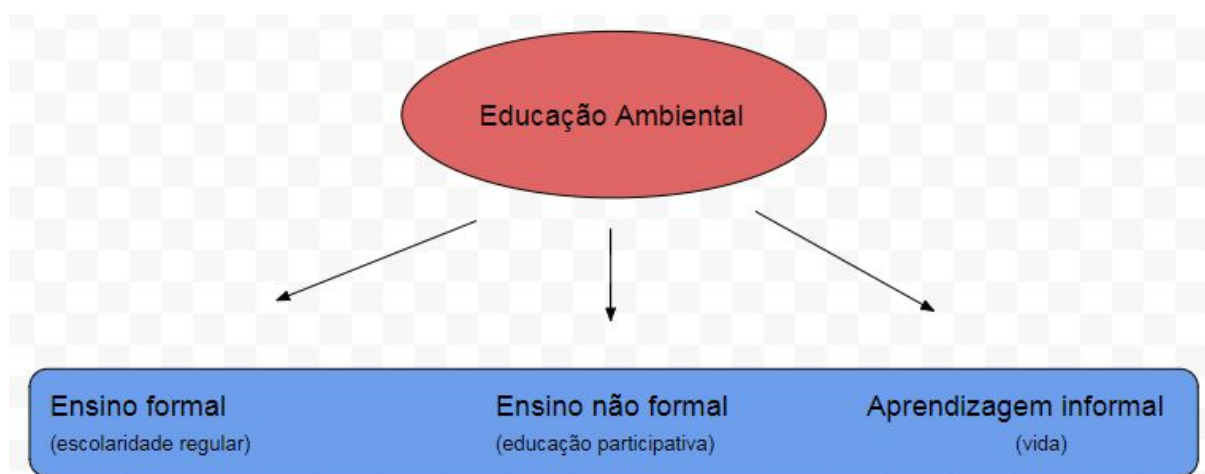 Educação Ambiental
Ensino formal
(escolaridade regular)
Ensino não formal
(educação participativa)
Aprendizagem informal
(vida)